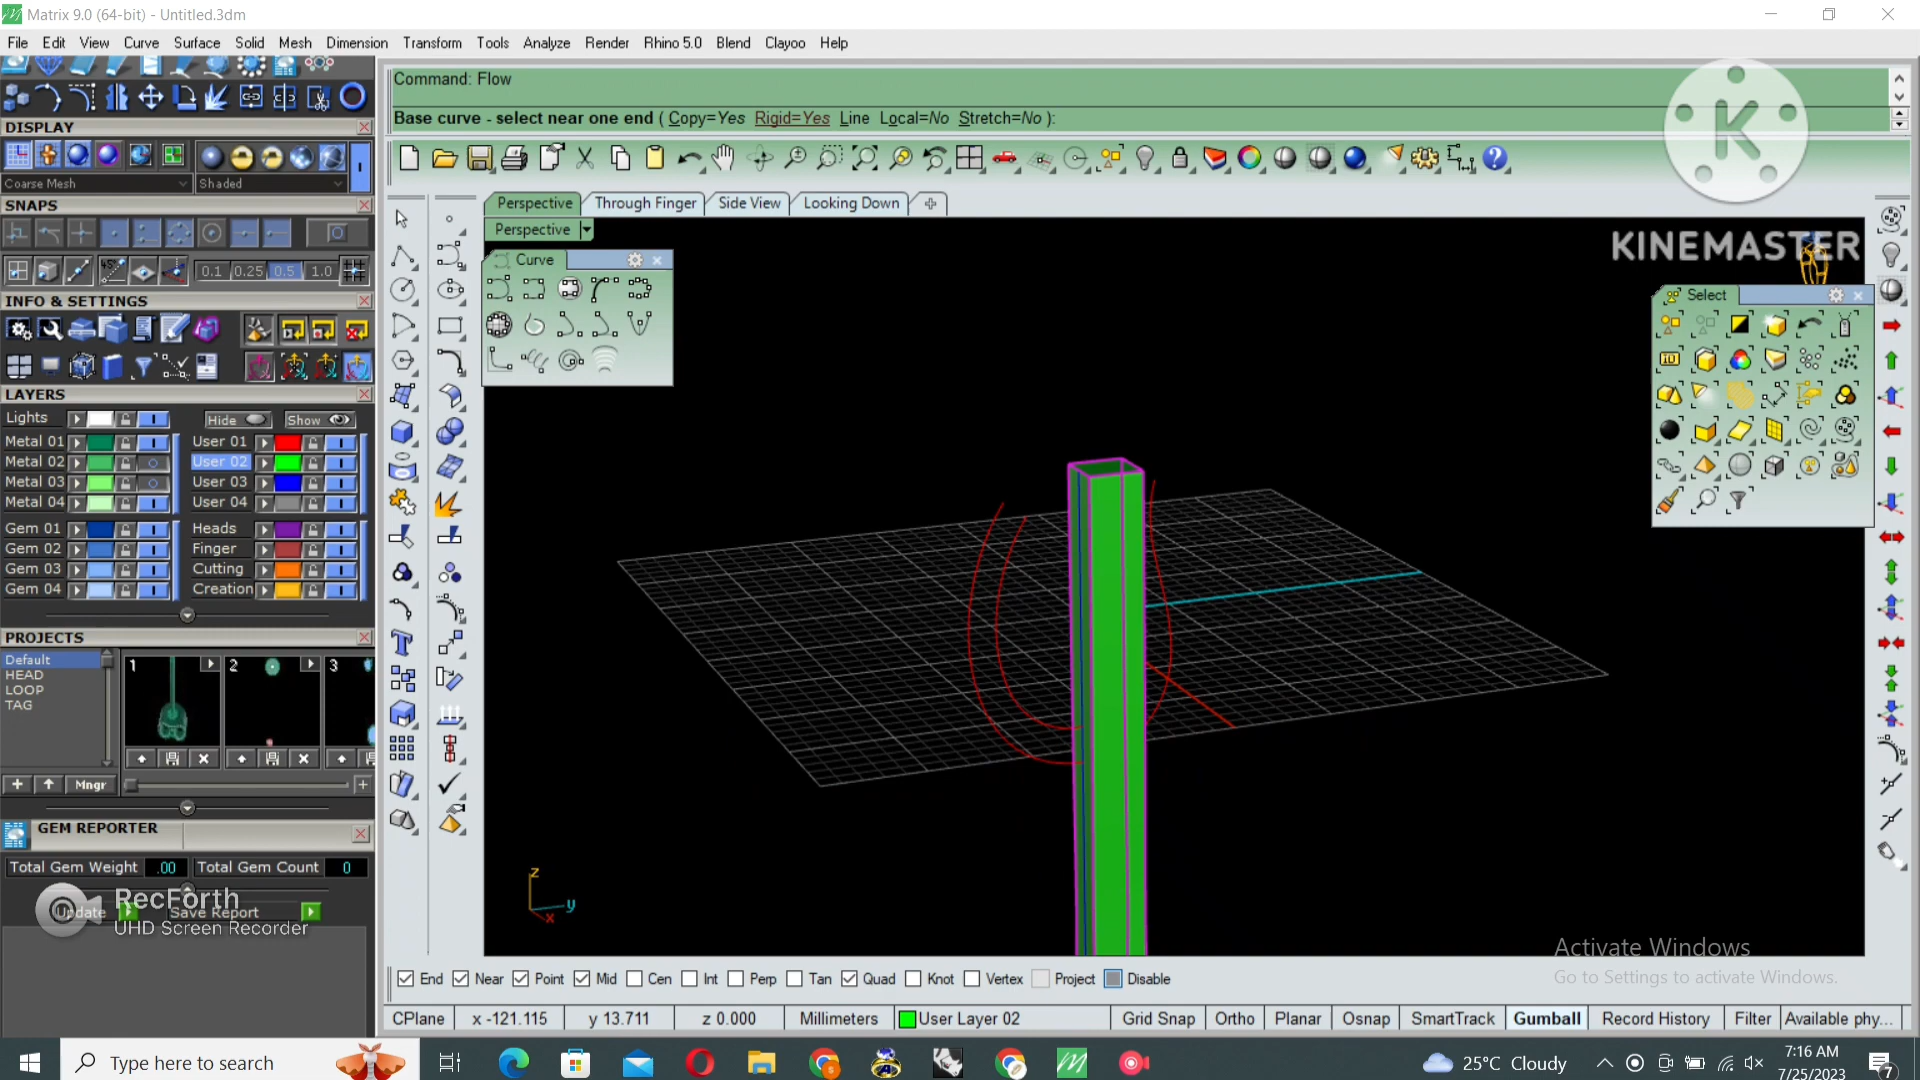 Matrix 9.0 (64-bit) - Untitled.3dm
File Edit View Curve Surface Solid Mesh Dimension Transform Tools Analyze Render Rhino 5.0 Blend Clayoo Help
Command: Flow
Base curve - select near one end ( Copy=Yes Rigid=Yes Line Local=No Stretch=No ):
K
DISPLAY
Coarse Mesh Shaded
SNAPS
0.1 0.25 0.5 1.0
INFO & SETTINGS
LAYERS
Lights Hide Show
Metal 01 User 01
Metal 02 User 02
Metal 03 User 03
Metal 04 User 04
Gem 01 Heads
Gem 02 Finger
Gem 03 Cutting
Gem 04 Creation
PROJECTS
Default
HEAD
LOOP
TAG
1 2 3
Mngr
GEM REPORTER
Total Gem Weight .00 Total Gem Count 0
Update Save Report
RecForth
UHD Screen Recorder
Perspective Through Finger Side View Looking Down
Perspective
Curve
KINEMASTER
Select
z
y
x
Activate Windows
Go to Settings to activate Windows.
End Near Point Mid Cen Int Perp Tan Quad Knot Vertex Project Disable
CPlane x -121.115 y 13.711 z 0.000 Millimeters User Layer 02 Grid Snap Ortho Planar Osnap SmartTrack Gumball Record History Filter Available phy...
Type here to search
25°C Cloudy
7:16 AM
7/25/2023
7